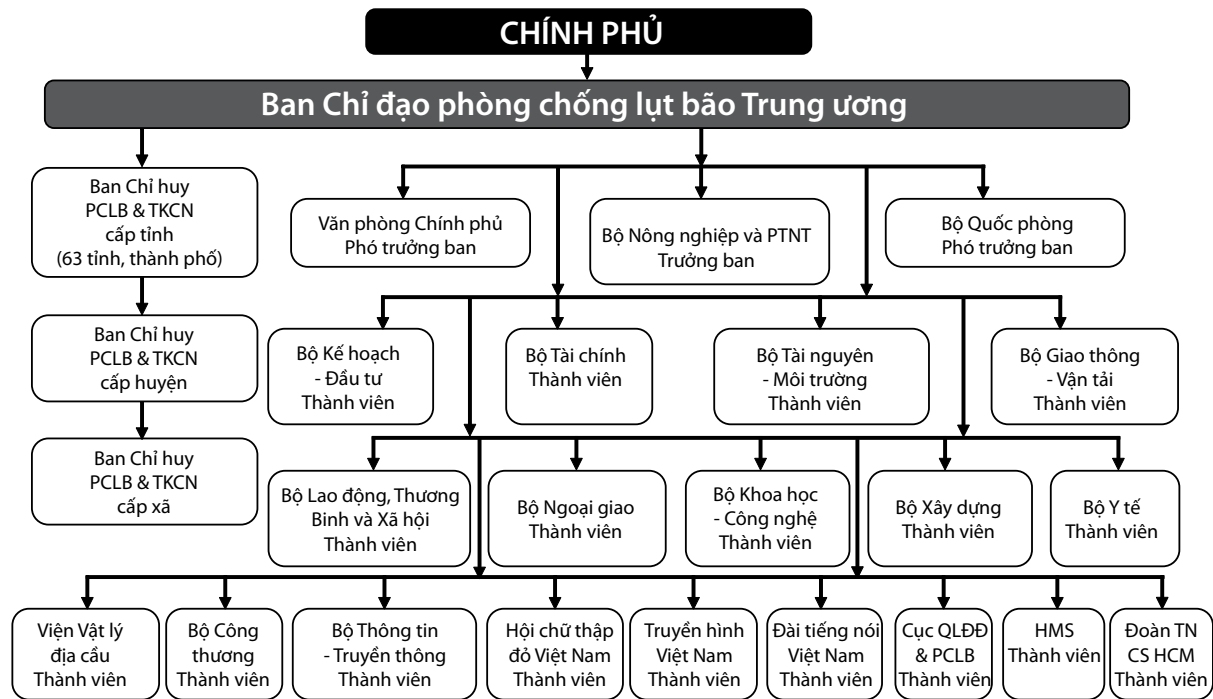 CHÍNH PHỦ
Ban Chỉ đạo phòng chống lụt bão Trung ương
Ban Chỉ huy
PCLB & TKCN
cấp tỉnh
(63 tỉnh, thành phố)
Ban Chỉ huy
PCLB & TKCN
cấp huyện
Ban Chỉ huy
PCLB & TKCN
cấp xã
Văn phòng Chính phủ
Phó trưởng ban
Bộ Nông nghiệp và PTNT
Trưởng ban
Bộ Quốc phòng
Phó trưởng ban
Bộ Kế hoạch
- Đầu tư
Thành viên
Bộ Tài chính
Thành viên
Bộ Tài nguyên
- Môi trường
Thành viên
Bộ Giao thông
- Vận tải
Thành viên
Bộ Lao động, Thương
Binh và Xã hội
Thành viên
Bộ Ngoại giao
Thành viên
Bộ Khoa học
- Công nghệ
Thành viên
Bộ Xây dựng
Thành viên
Bộ Y tế
Thành viên
Viện Vật lý
địa cầu
Thành viên
Bộ Công
thương
Thành viên
Bộ Thông tin
- Truyền thông
Thành viên
Hội chữ thập
đỏ Việt Nam
Thành viên
Truyền hình
Việt Nam
Thành viên
Đài tiếng nói
Việt Nam
Thành viên
Cục QLĐĐ
& PCLB
Thành viên
HMS
Thành viên
Đoàn TN
CS HCM
Thành viên